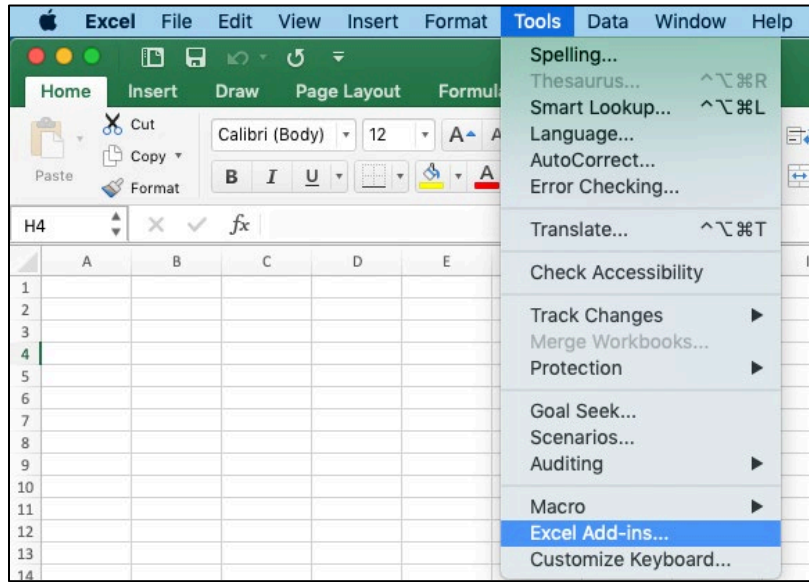 Excel File Edit View Insert Format Tools Data Window Help
Home Insert Draw Page Layout Formul
Paste
Cut
Copy
Format
Calibri (Body) 12 A A
B I U A
H4 fx
A B C D E
1
2
3
4
5
6
7
8
9
10
11
12
13
14
Spelling...
Thesaurus... ^⌥⌘R
Smart Lookup... ^⌥⌘L
Language...
AutoCorrect...
Error Checking...
Translate... ^⌥⌘T
Check Accessibility
Track Changes
Merge Workbooks...
Protection
Goal Seek...
Scenarios...
Auditing
Macro
Excel Add-ins...
Customize Keyboard...